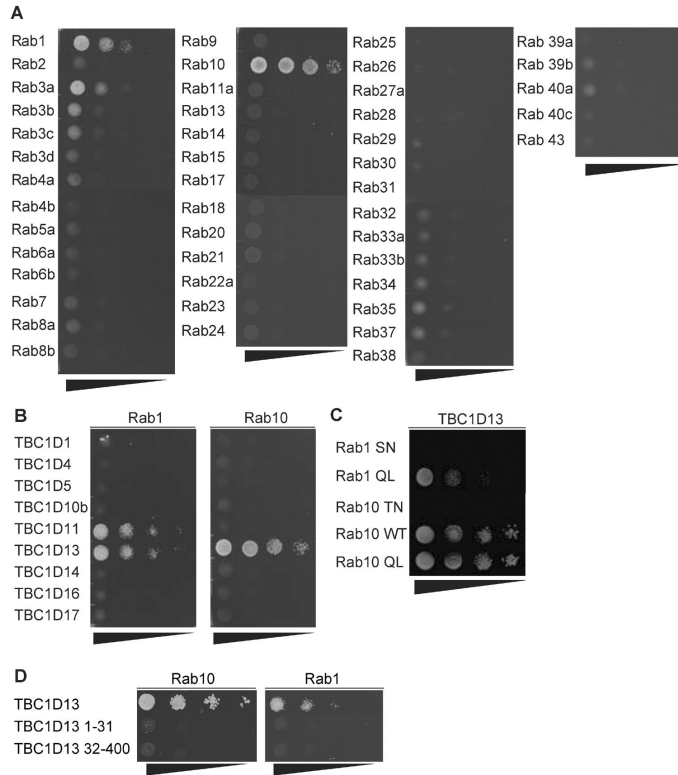 A
Rab1
Rab2
Rab3a
Rab3b
Rab3c
Rab3d
Rab4a
Rab4b
Rab5a
Rab6a
Rab6b
Rab7
Rab8a
Rab8b
Rab9
Rab10
Rab11a
Rab13
Rab14
Rab15
Rab17
Rab18
Rab20
Rab21
Rab22a
Rab23
Rab24
Rab25
Rab26
Rab27a
Rab28
Rab29
Rab30
Rab31
Rab32
Rab33a
Rab33b
Rab34
Rab35
Rab37
Rab38
Rab 39a
Rab 39b
Rab 40a
Rab 40c
Rab 43
B
Rab1 Rab10
TBC1D1
TBC1D4
TBC1D5
TBC1D10b
TBC1D11
TBC1D13
TBC1D14
TBC1D16
TBC1D17
C
TBC1D13
Rab1 SN
Rab1 QL
Rab10 TN
Rab10 WT
Rab10 QL
D
Rab10 Rab1
TBC1D13
TBC1D13 1-31
TBC1D13 32-400